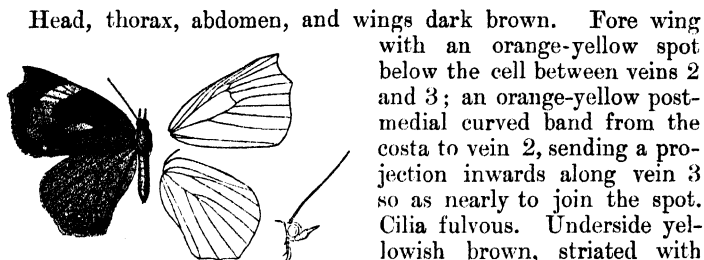 Head, thorax, abdomen, and wings dark brown. Fore wing
with an orange-yellow spot
below the cell between veins 2
and 3; an orange-yellow post-
medial curved band from the
costa to vein 2, sending a pro-
jection inwards along vein 3
so as nearly to join the spot.
Cilia fulvous. Underside yel-
lowish brown, striated with